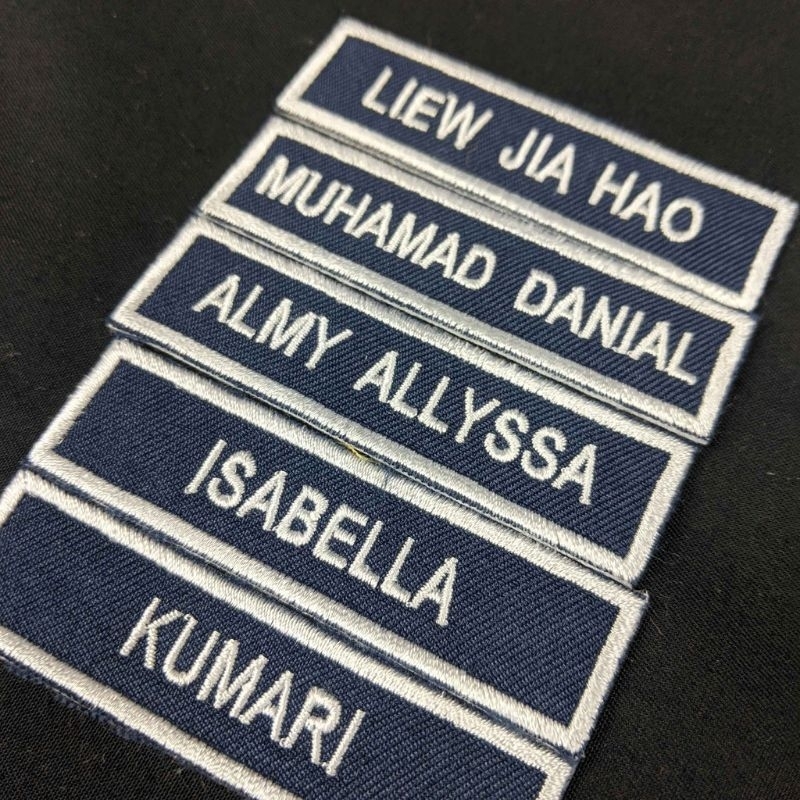 LIEW JIA HAO
MUHAMAD DANIAL
ALMY ALLYSSA
ISABELLA
KUMARI